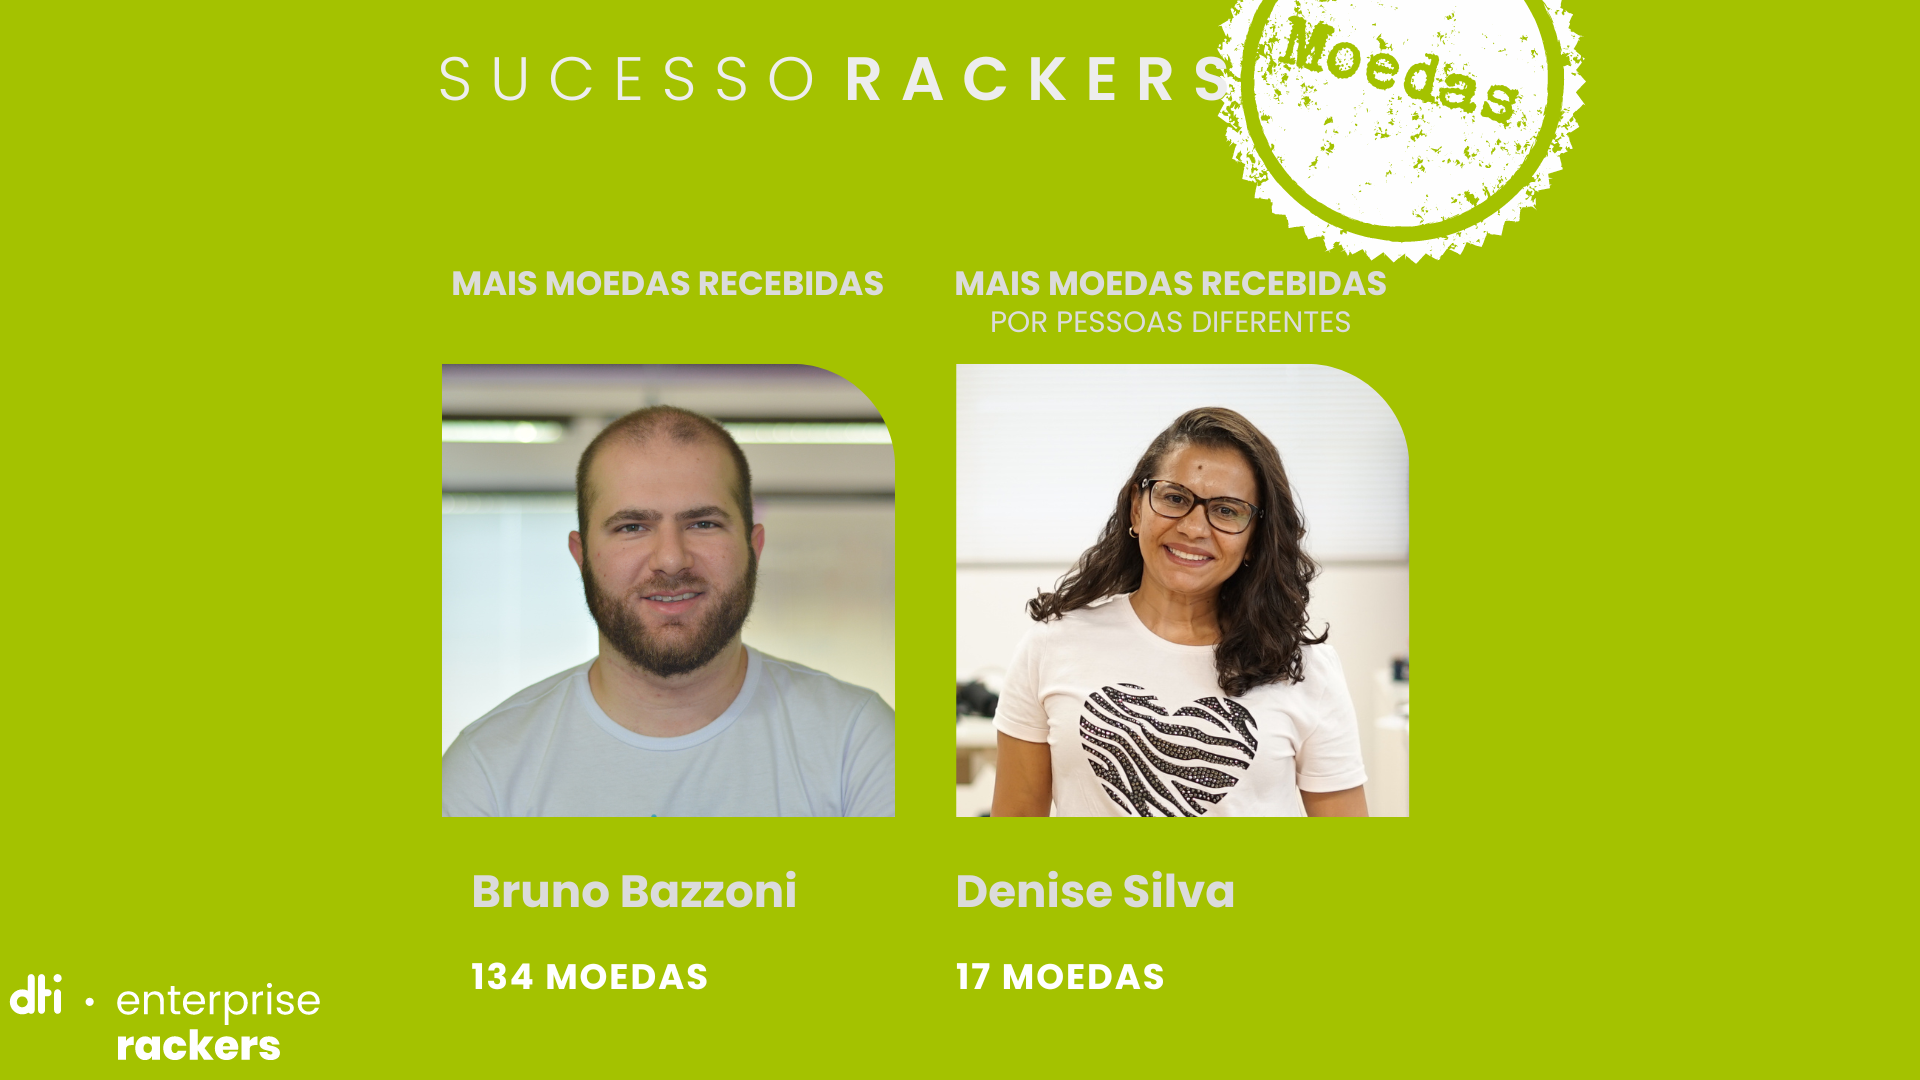 SUCESSO RACKERS
Moedas
MAIS MOEDAS RECEBIDAS
MAIS MOEDAS RECEBIDAS
POR PESSOAS DIFERENTES
Bruno Bazzoni
Denise Silva
134 MOEDAS
17 MOEDAS
dti · enterprise
rackers